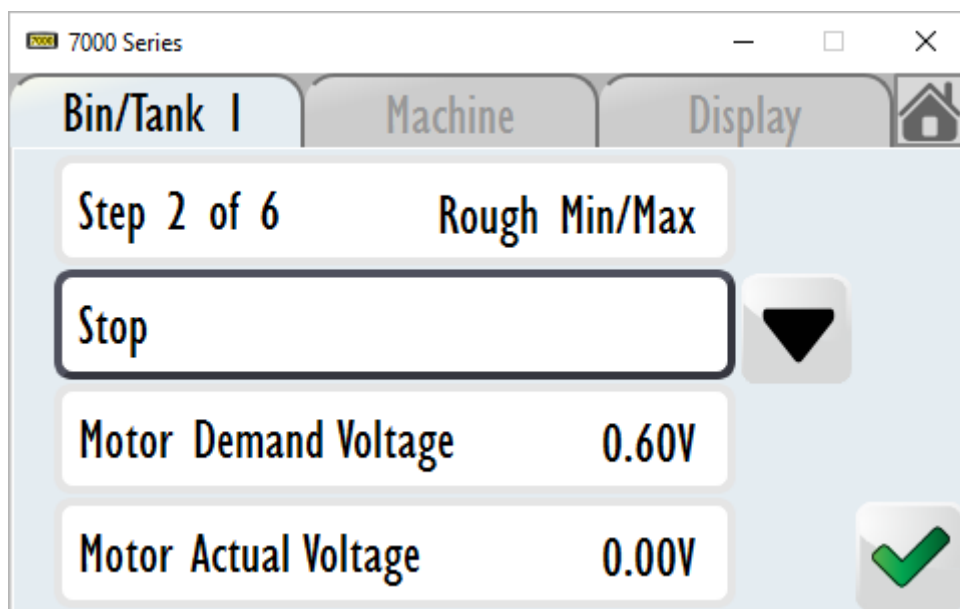 7000 7000 Series
Bin/Tank 1 Machine Display
Step 2 of 6 Rough Min/Max
Stop
Motor Demand Voltage 0.60V
Motor Actual Voltage 0.00V